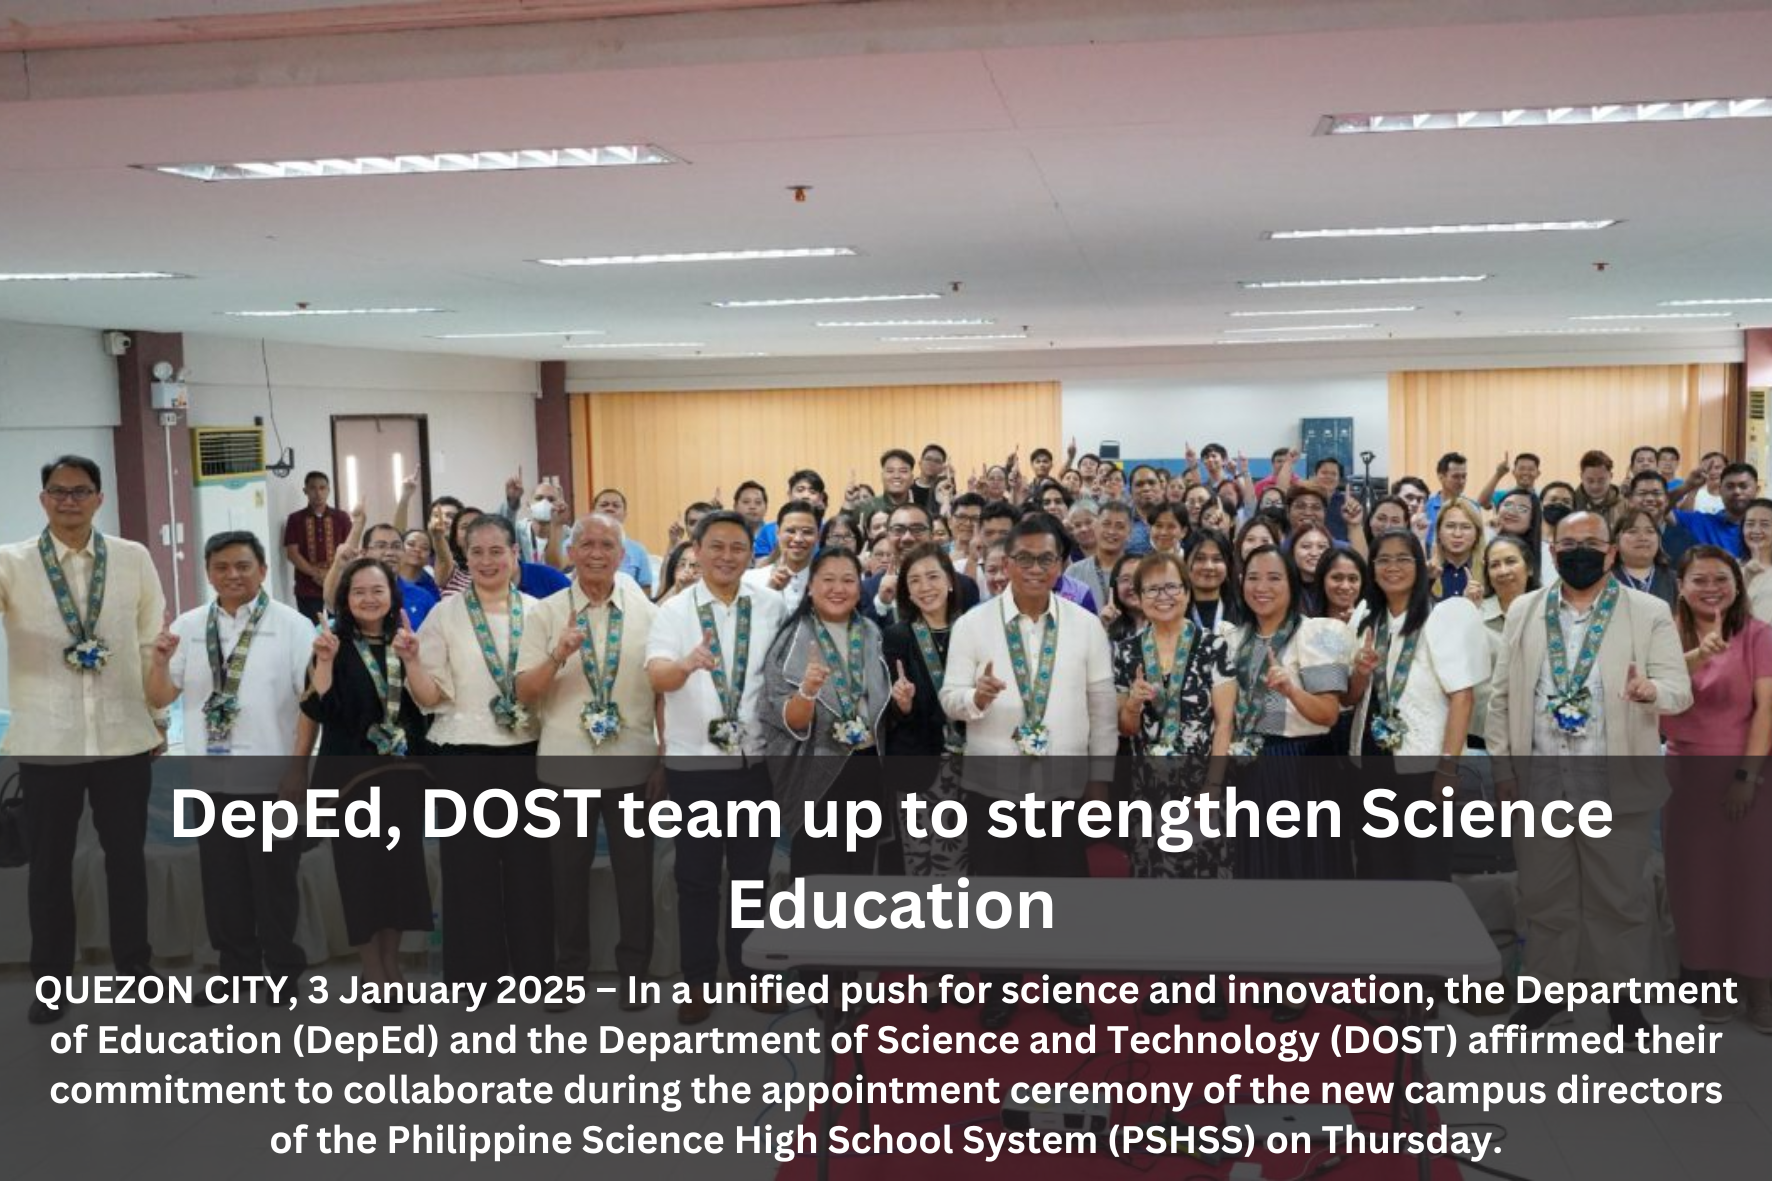 DepEd, DOST team up to strengthen Science
Education
QUEZON CITY, 3 January 2025 – In a unified push for science and innovation, the Department
of Education (DepEd) and the Department of Science and Technology (DOST) affirmed their
commitment to collaborate during the appointment ceremony of the new campus directors
of the Philippine Science High School System (PSHSS) on Thursday.